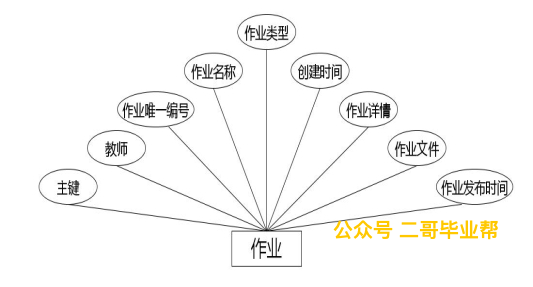 作业类型
作业名称
创建时间
作业唯一编号
作业详情
教师
作业文件
主键
作业发布时间
公众号 二哥毕业帮
作业